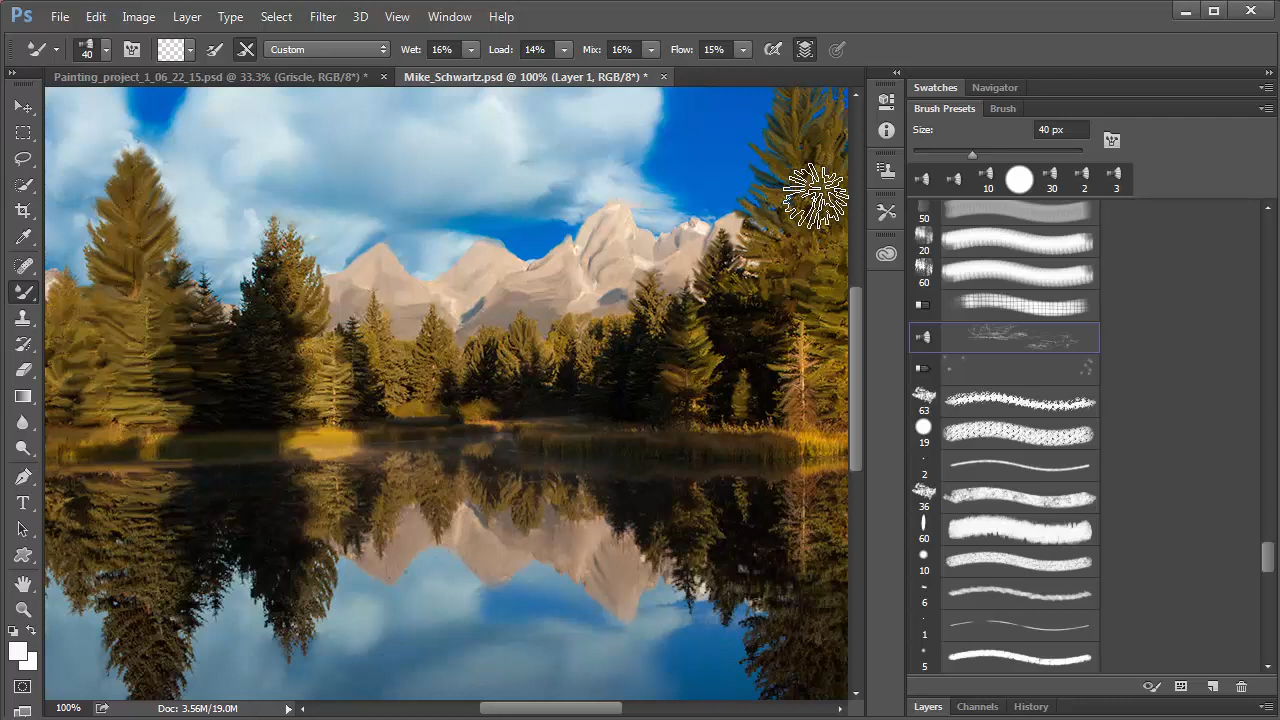 Ps File Edit Image Layer Type Select Filter 3D View Window Help
40 Custom Wet: 16% Load: 14% Mix: 16% Flow: 15%
Painting_project_1_06_22_15.psd @ 33.3% (Griscle, RGB/8*) * Mike_Schwartz.psd @ 100% (Layer 1, RGB/8*) *
Swatches Navigator
Brush Presets Brush
Size: 40 px
10 30 2 3
50
20
60
63
19
2
36
60
10
6
1
5
T
100% Doc: 3.56M/19.0M
Layers Channels History